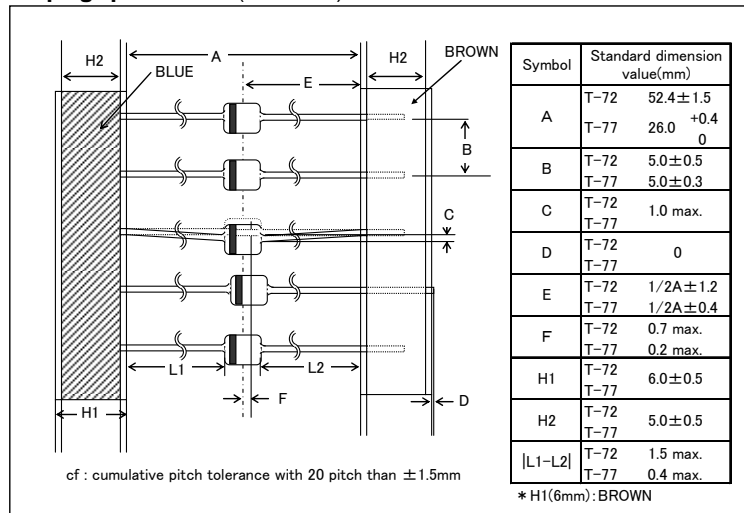 H2
A
BLUE
E
H2
BROWN
B
C
L1
L2
F
H1
D
cf : cumulative pitch tolerance with 20 pitch than ±1.5mm
Symbol Standard dimension
value(mm)
A T-72 52.4±1.5
T-77 26.0 +0.4
0
B T-72 5.0±0.5
T-77 5.0±0.3
C T-72 1.0 max.
T-77
D T-72 0
T-77
E T-72 1/2A±1.2
T-77 1/2A±0.4
F T-72 0.7 max.
T-77 0.2 max.
H1 T-72 6.0±0.5
T-77
H2 T-72 5.0±0.5
T-77
|L1-L2| T-72 1.5 max.
T-77 0.4 max.
* H1(6mm):BROWN